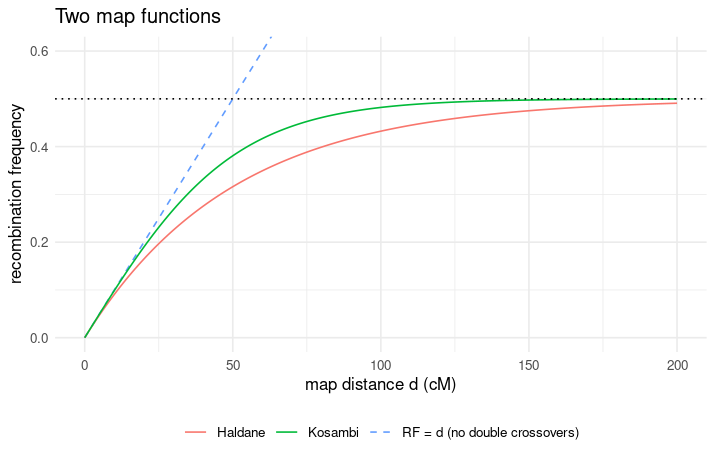 Two map functions
recombination frequency
0.6
0.4
0.2
0.0
0 50 100 150 200
map distance d (cM)
Haldane Kosambi RF = d (no double crossovers)